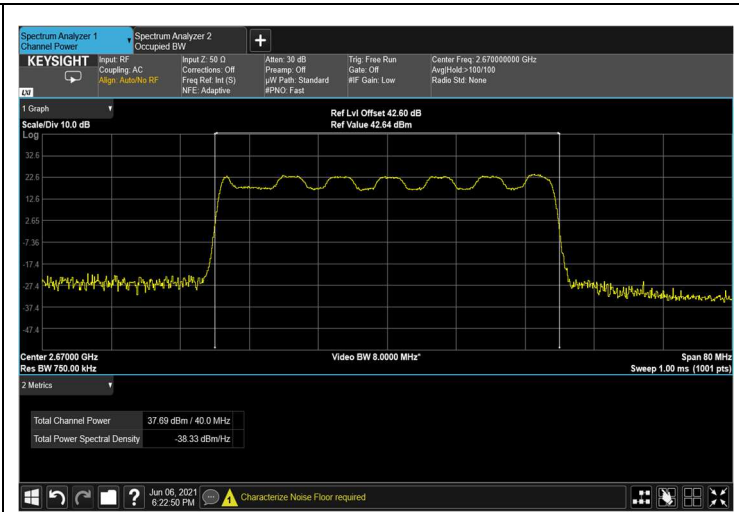 Spectrum Analyzer 1
Channel Power
Spectrum Analyzer 2
Occupied BW
KEYSIGHT
LXI
Input: RF
Coupling: AC
Align: Auto/No RF
Input Z: 50 Ω
Corrections: Off
Freq Ref: Int (S)
NFE: Adaptive
Atten: 30 dB
Preamp: Off
µW Path: Standard
#PNO: Fast
Trig: Free Run
Gate: Off
#IF Gain: Low
Center Freq: 2.670000000 GHz
Avg|Hold:>100/100
Radio Std: None
1 Graph
Scale/Div 10.0 dB
Ref Lvl Offset 42.60 dB
Ref Value 42.64 dBm
Log
32.6
22.6
12.6
2.65
-7.36
-17.4
-27.4
-37.4
-47.4
Center 2.67000 GHz
Video BW 8.0000 MHz*
Span 80 MHz
Res BW 750.00 kHz
Sweep 1.00 ms (1001 pts)
2 Metrics
Total Channel Power 37.69 dBm / 40.0 MHz
Total Power Spectral Density -38.33 dBm/Hz
Jun 06, 2021
6:22:50 PM
Characterize Noise Floor required